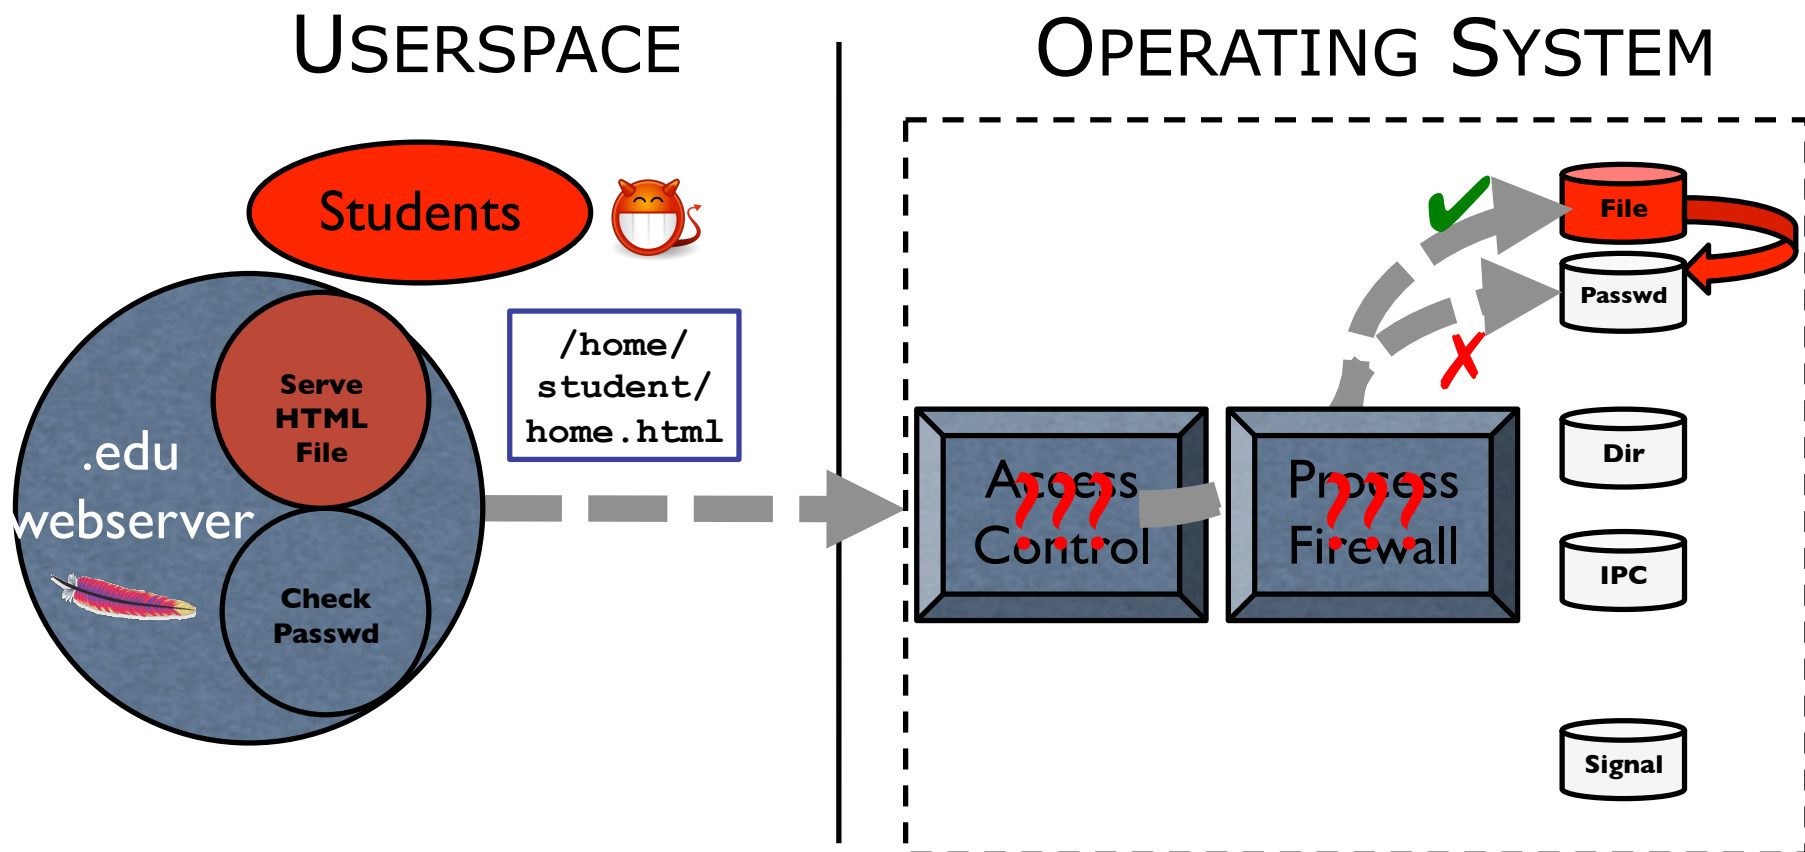 USERSPACE
OPERATING SYSTEM
Students
/home/
student/
home.html
Serve
HTML
File
.edu
webserver
Check
Passwd
Access
Control
???
Process
Firewall
???
File
Passwd
Dir
IPC
Signal